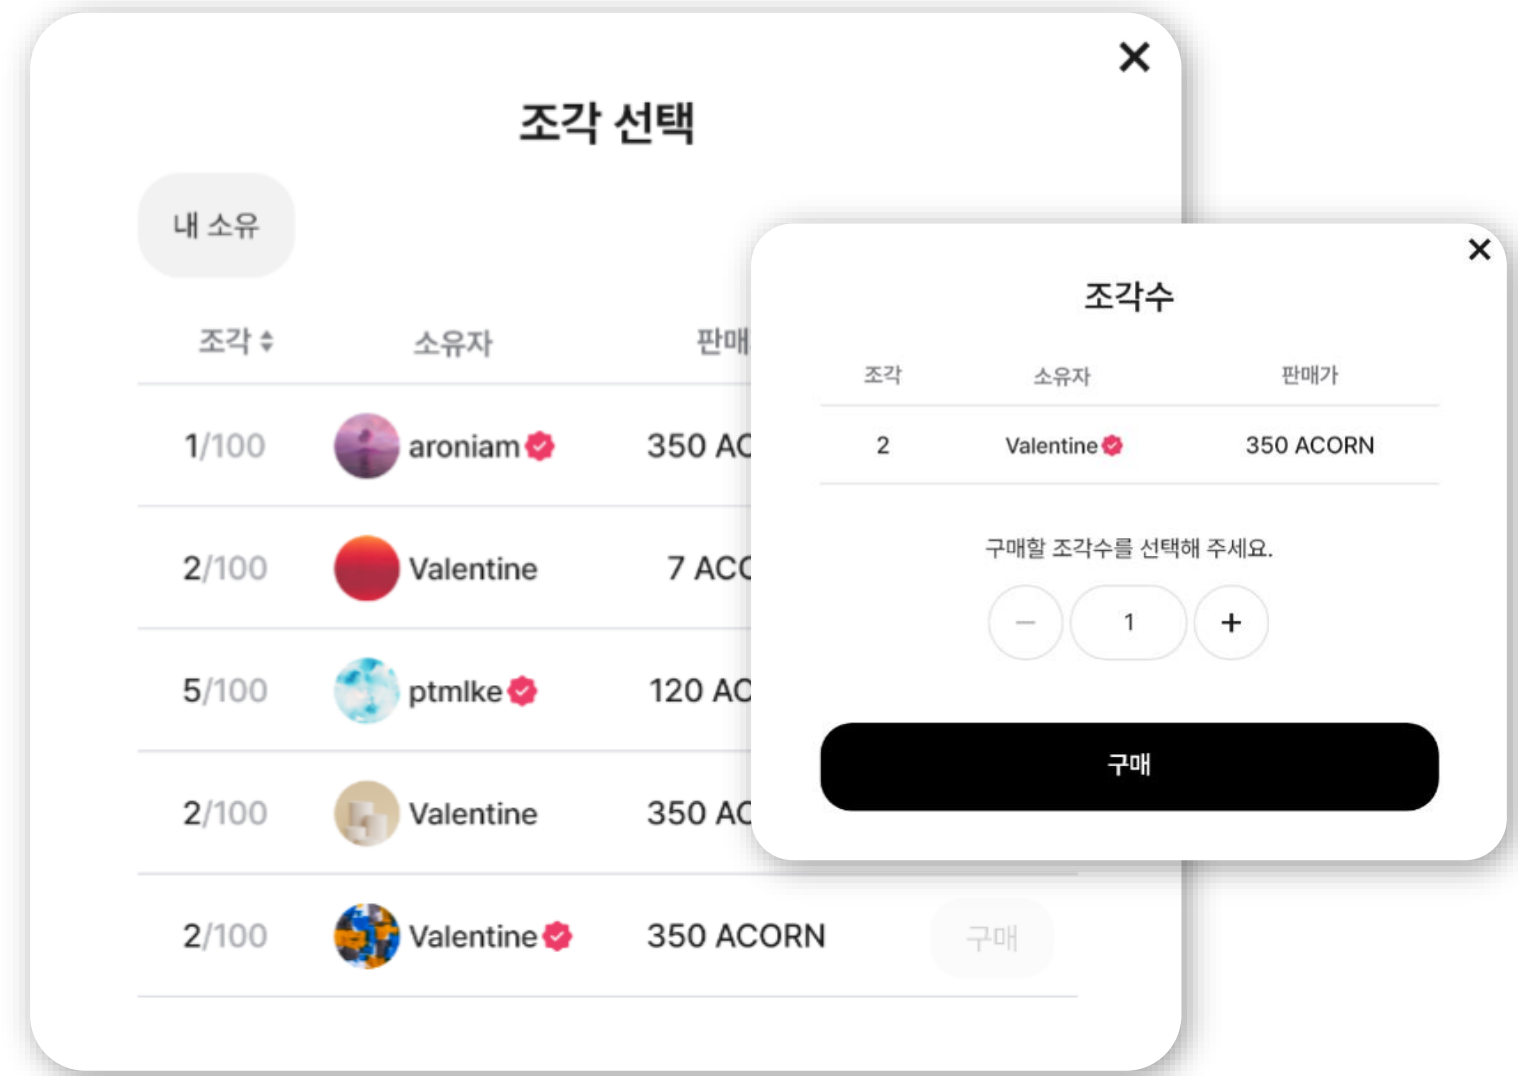 조각 선택
내 소유
조각 소유자 판매
1/100 aroniam 350 AC
2/100 Valentine 7 ACC
5/100 ptmlke 120 AC
2/100 Valentine 350 AC
2/100 Valentine 350 ACORN 구매
조각수
조각 소유자 판매가
2 Valentine 350 ACORN
구매할 조각수를 선택해 주세요.
− 1 +
구매